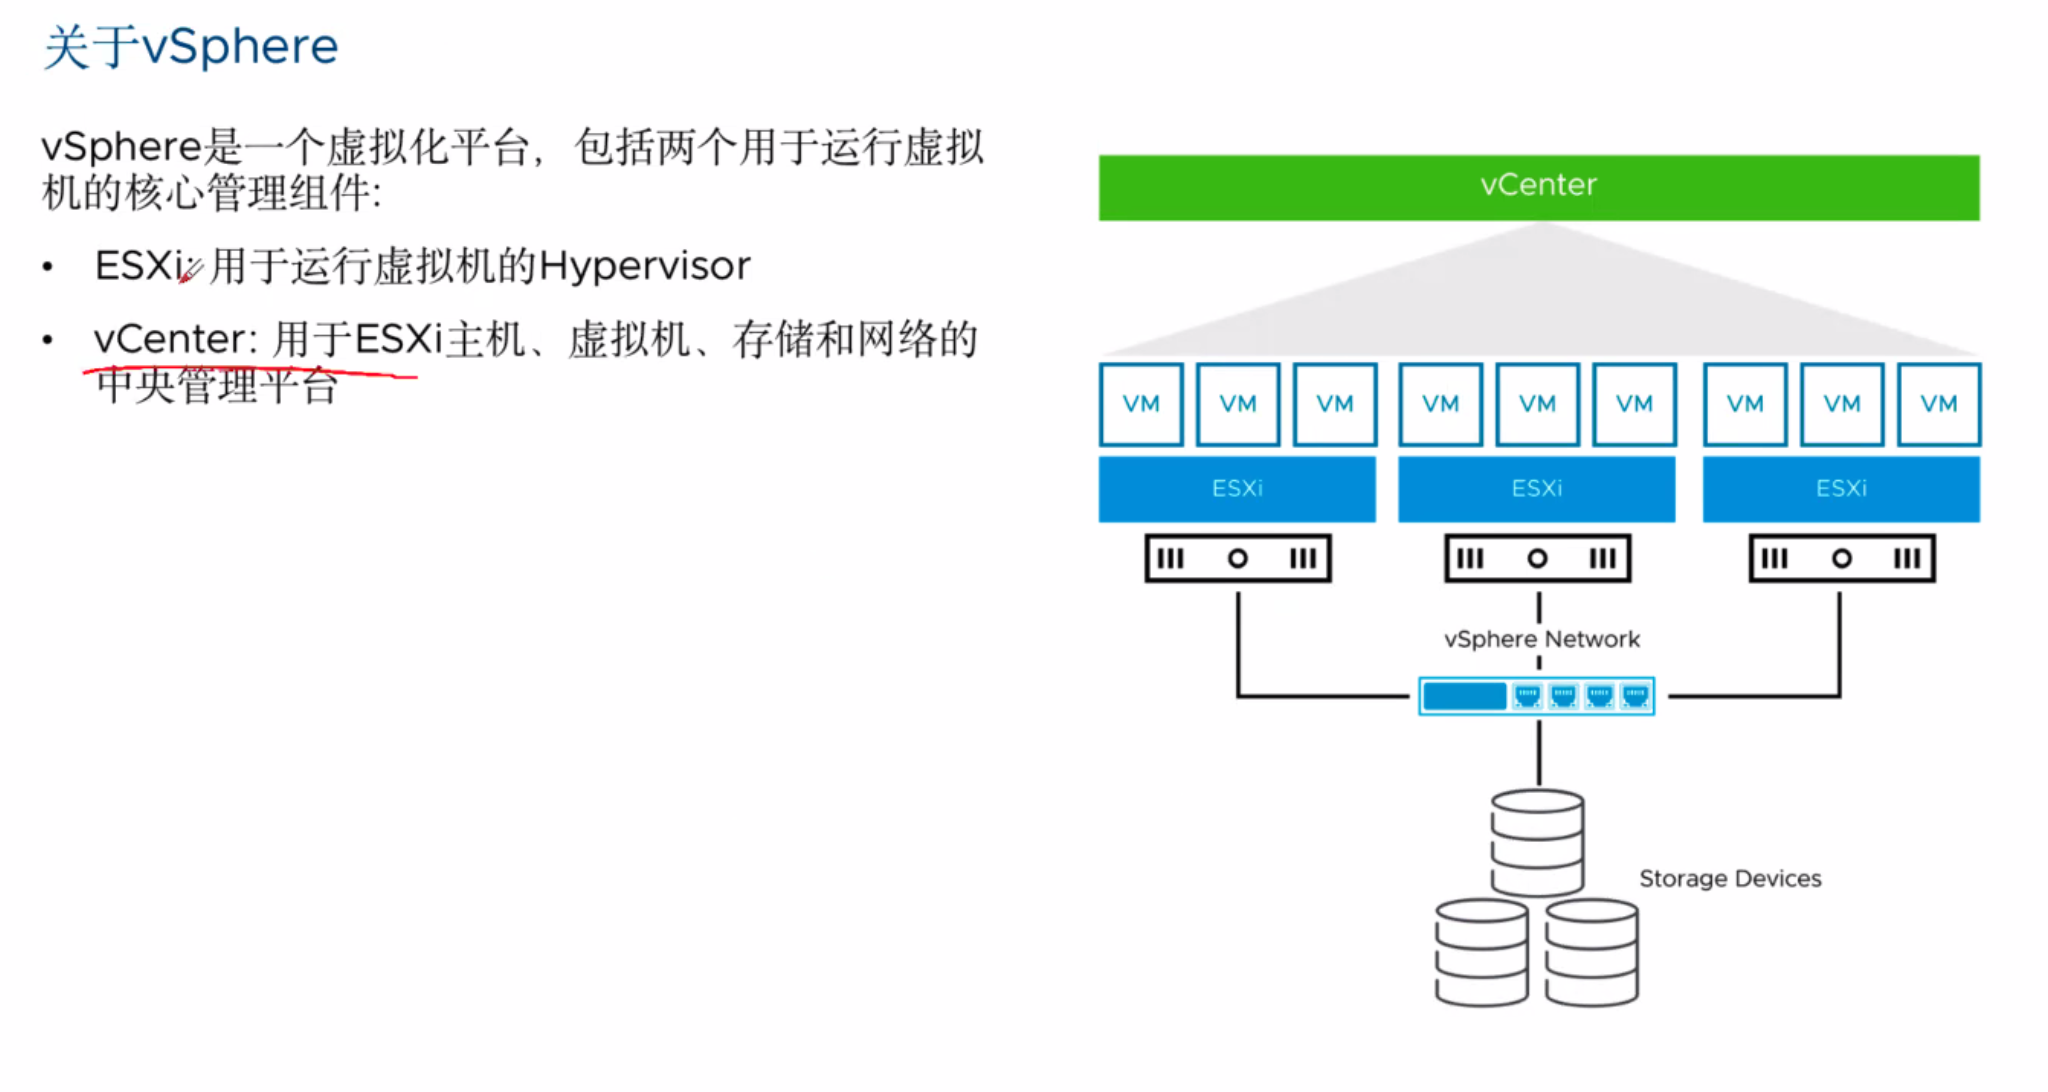 关于vSphere
vSphere是一个虚拟化平台，包括两个用于运行虚拟
机的核心管理组件:
• ESXi: 用于运行虚拟机的Hypervisor
• vCenter: 用于ESXi主机、虚拟机、存储和网络的
中央管理平台
vCenter
VM VM VM VM VM VM VM VM VM
ESXi ESXi ESXi
vSphere Network
Storage Devices